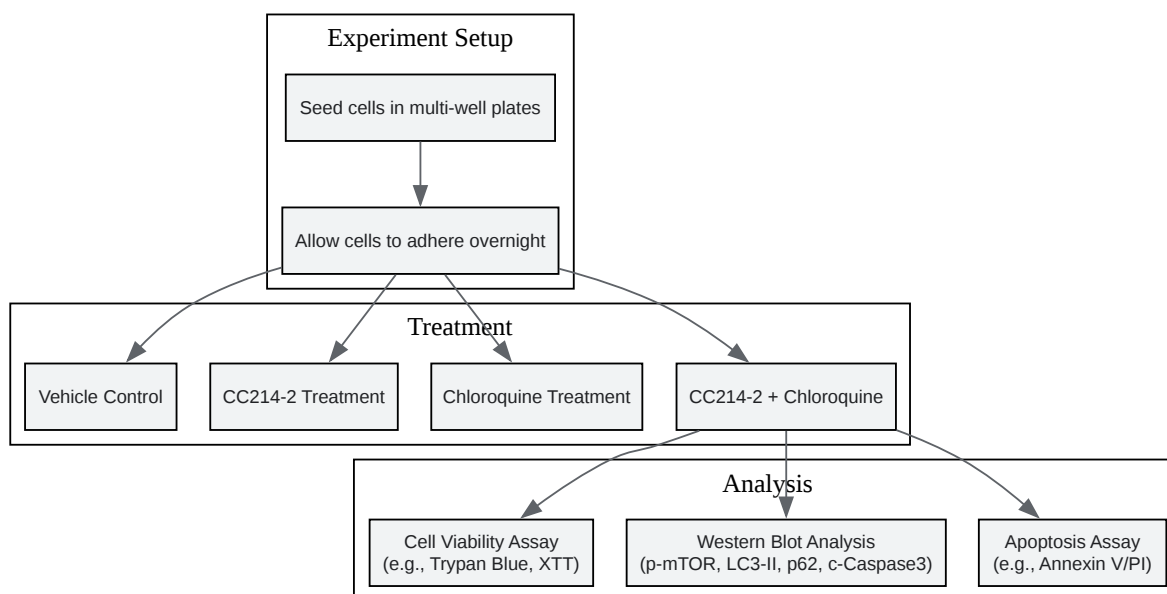 Experiment Setup
Seed cells in multi-well plates
Allow cells to adhere overnight
Treatment
Vehicle Control
CC214-2 Treatment
Chloroquine Treatment
CC214-2 + Chloroquine
Analysis
Cell Viability Assay
(e.g., Trypan Blue, XTT)
Western Blot Analysis
(p-mTOR, LC3-II, p62, c-Caspase3)
Apoptosis Assay
(e.g., Annexin V/PI)